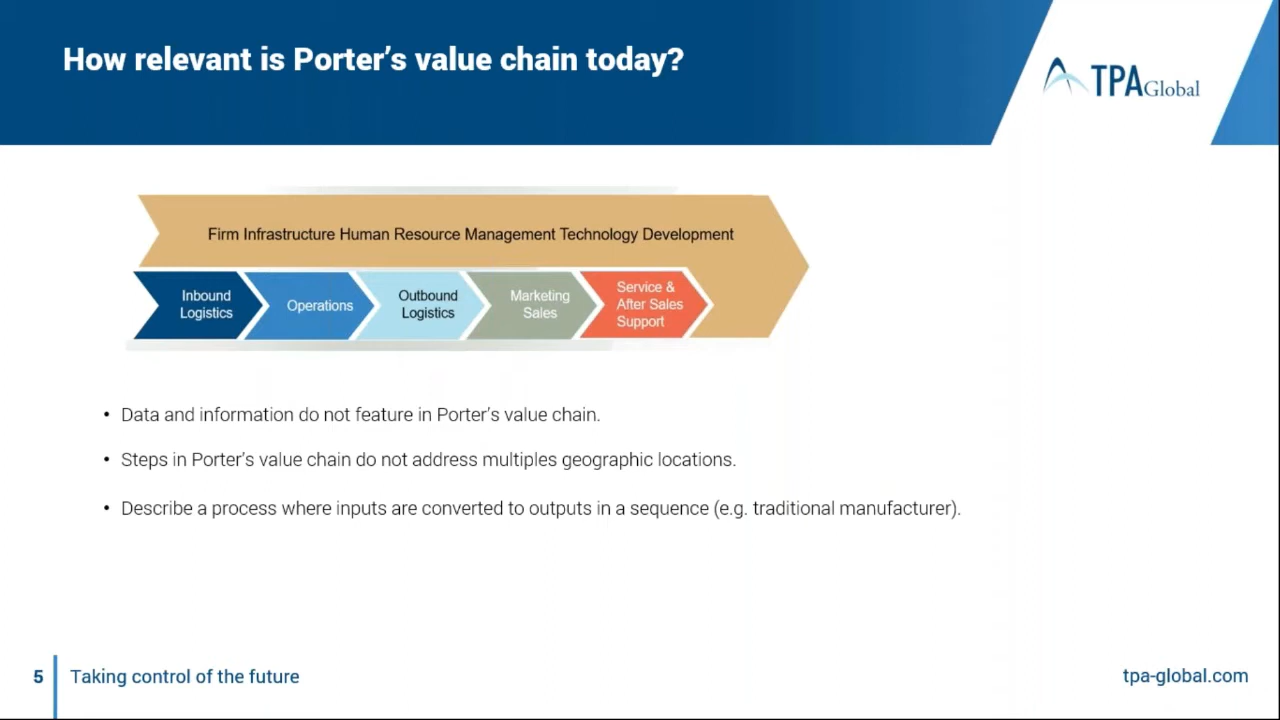 How relevant is Porter's value chain today?
TPAGlobal
Firm Infrastructure Human Resource Management Technology Development
Inbound
Logistics
Operations
Outbound
Logistics
Marketing
Sales
Service &
After Sales
Support
• Data and information do not feature in Porter's value chain.
• Steps in Porter's value chain do not address multiples geographic locations.
• Describe a process where inputs are converted to outputs in a sequence (e.g. traditional manufacturer).
5
Taking control of the future
tpa-global.com